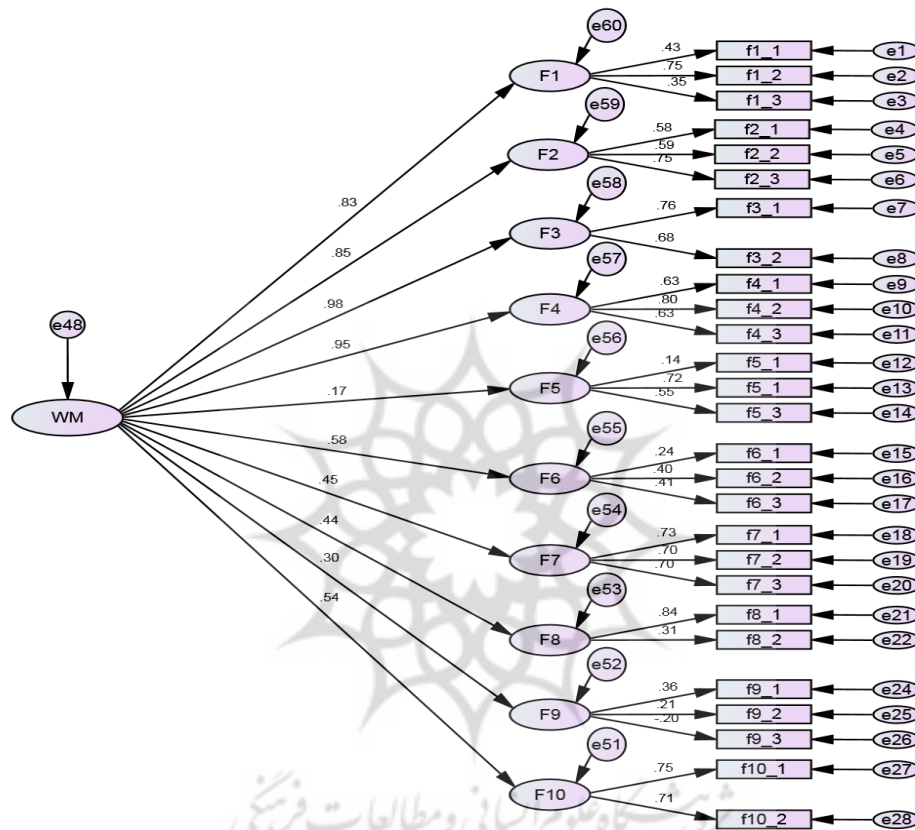 e60
F1
.43
f1_1
e1
.75
f1_2
e2
.35
f1_3
e3
e59
F2
.58
f2_1
e4
.59
f2_2
e5
.75
f2_3
e6
e58
.83
F3
.76
f3_1
e7
.85
.68
f3_2
e8
e57
.98
F4
.63
f4_1
e9
.80
f4_2
e10
.63
f4_3
e11
e48
.95
e56
F5
.14
f5_1
e12
.72
f5_1
e13
.55
f5_3
e14
WM
.17
e55
.58
F6
.24
f6_1
e15
.40
f6_2
e16
.41
f6_3
e17
.45
e54
.44
F7
.73
f7_1
e18
.70
f7_2
e19
.70
f7_3
e20
.30
e53
.54
F8
.84
f8_1
e21
.31
f8_2
e22
e52
F9
.36
f9_1
e24
.21
f9_2
e25
-.20
f9_3
e26
e51
F10
.75
f10_1
e27
.71
f10_2
e28
پژوهشگاه علوم انسانی و مطالعات فرهنگی